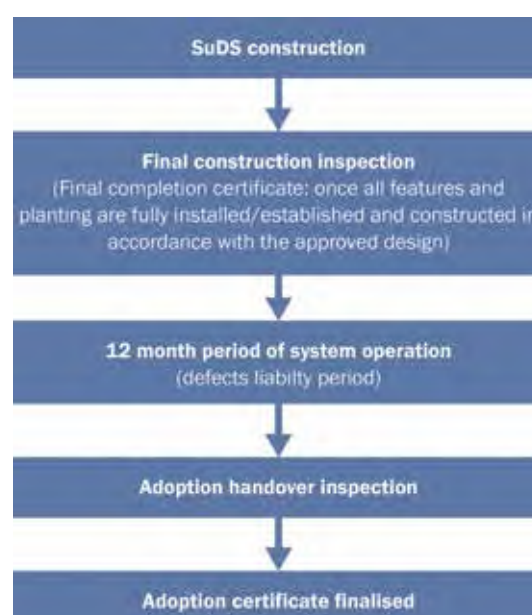 SuDS construction
Final construction inspection
(Final completion certificate: once all features and
planting are fully installed/established and constructed in
accordance with the approved design)
12 month period of system operation
(defects liabilty period)
Adoption handover inspection
Adoption certificate finalised